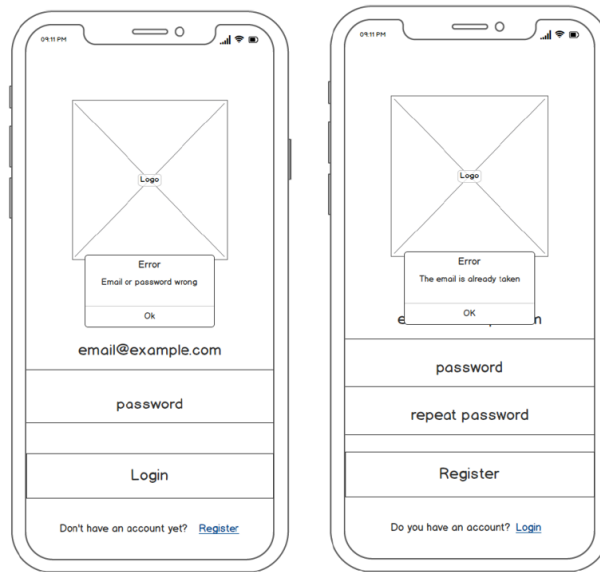 09:11 PM
Logo
Error
Email or password wrong
Ok
email@example.com
password
Login
Don't have an account yet? Register
09:11 PM
Logo
Error
The email is already taken
OK
password
repeat password
Register
Do you have an account? Login